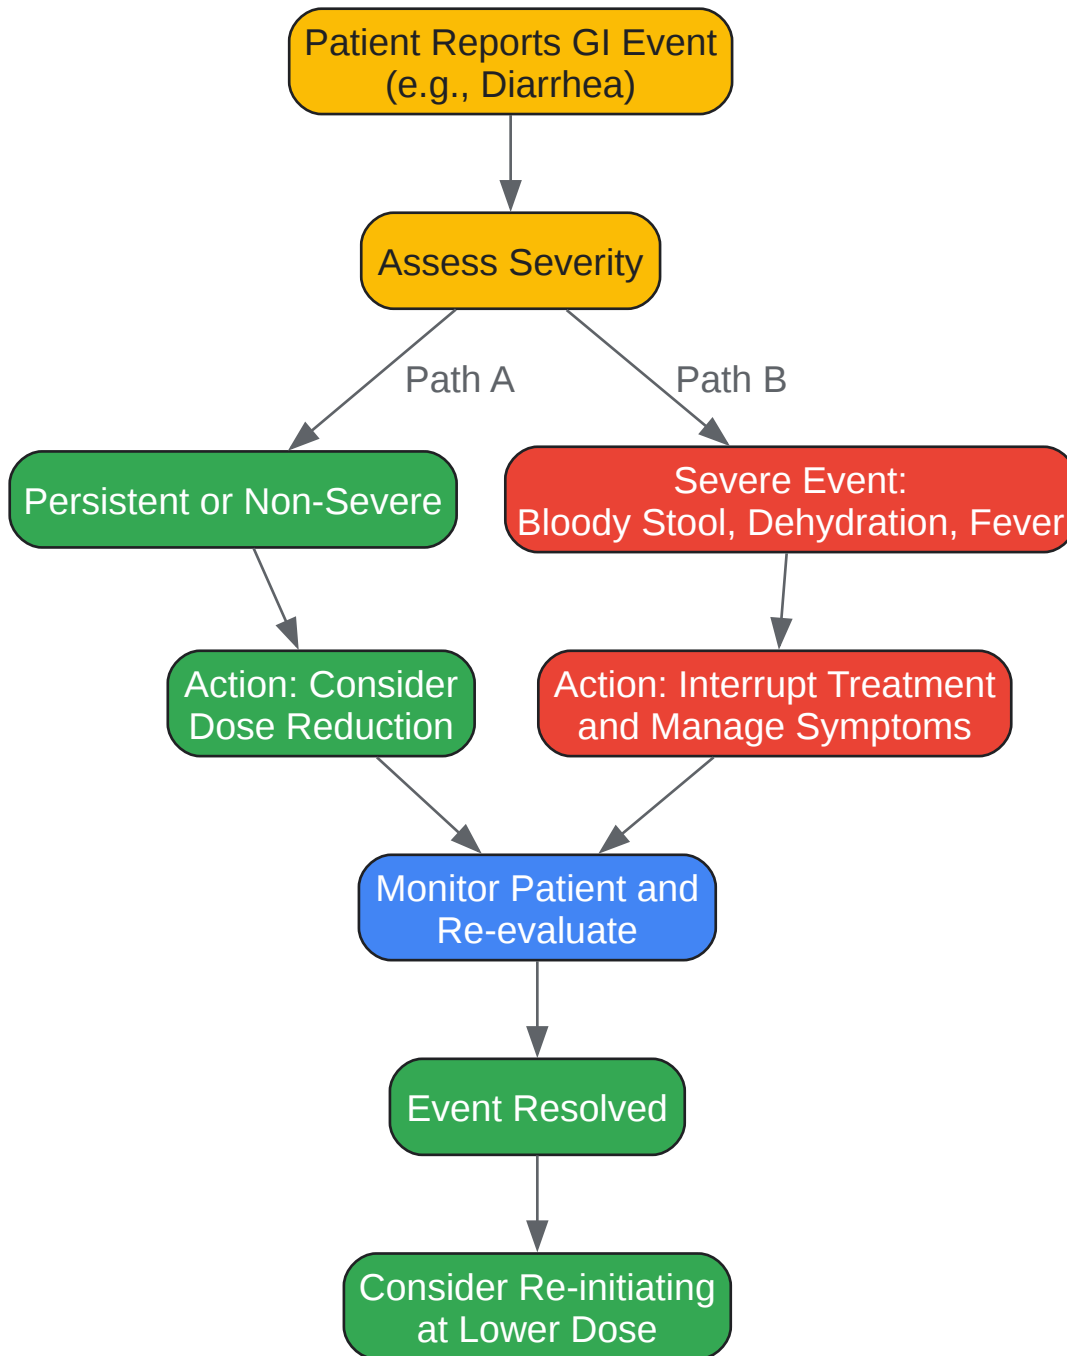 Patient Reports GI Event
(e.g., Diarrhea)
Assess Severity
Path A
Path B
Persistent or Non-Severe
Severe Event:
Bloody Stool, Dehydration, Fever
Action: Consider
Dose Reduction
Action: Interrupt Treatment
and Manage Symptoms
Monitor Patient and
Re-evaluate
Event Resolved
Consider Re-initiating
at Lower Dose